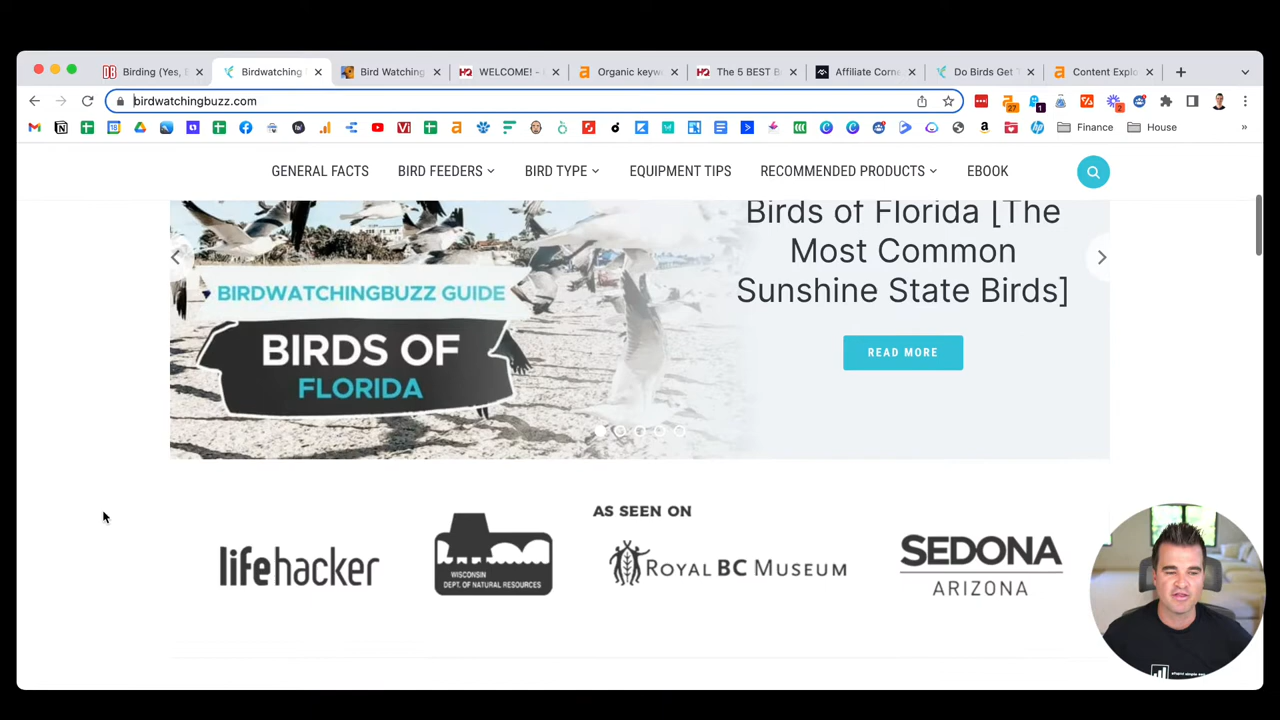 Birding (Yes,
Birdwatching
Bird Watching
WELCOME! -
Organic keyw
The 5 BEST B
Affiliate Corne
Do Birds Get T
Content Explo
birdwatchingbuzz.com
27
1
2
Finance
House
GENERAL FACTS
BIRD FEEDERS
BIRD TYPE
EQUIPMENT TIPS
RECOMMENDED PRODUCTS
EBOOK
Birds of Florida [The
Most Common
Sunshine State Birds]
READ MORE
BIRDWATCHINGBUZZ GUIDE
BIRDS OF
FLORIDA
AS SEEN ON
lifehacker
WISCONSIN
DEPT. OF NATURAL RESOURCES
ROYAL BC MUSEUM
SEDONA
ARIZONA